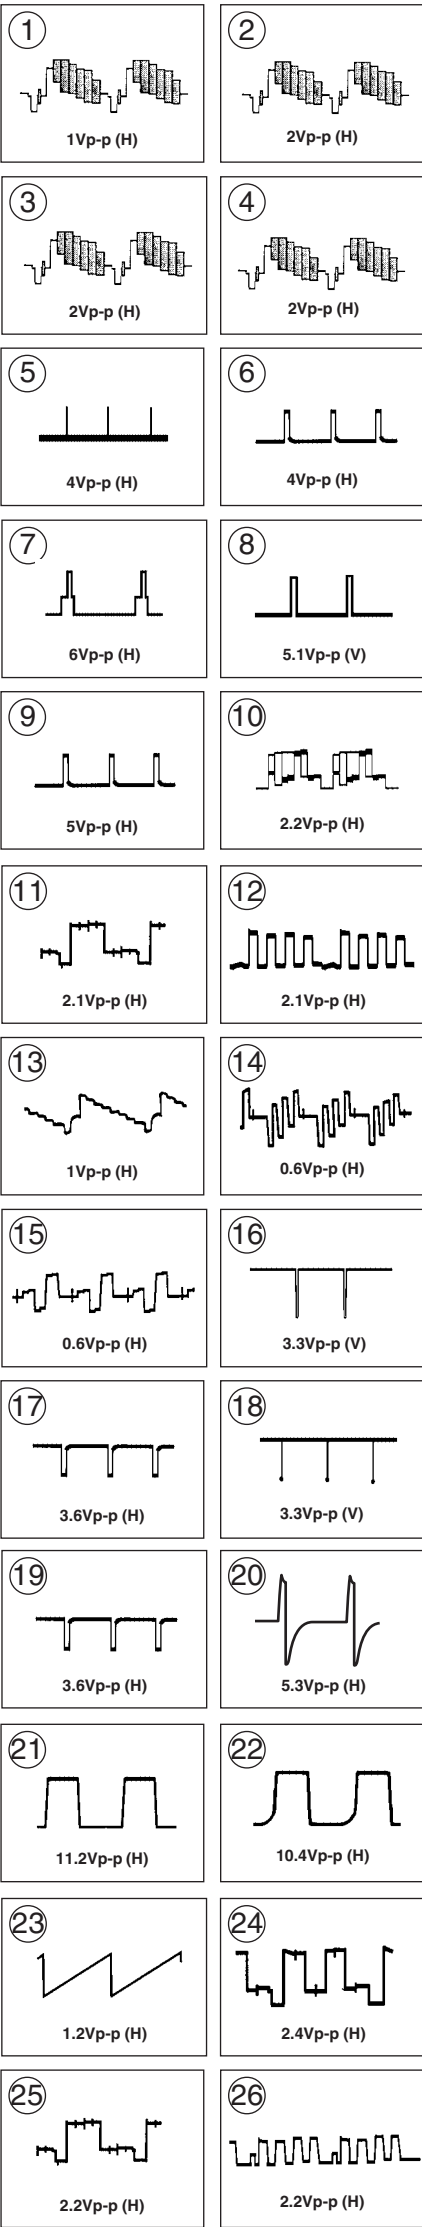 1
1Vp-p (H)
2
2Vp-p (H)
3
2Vp-p (H)
4
2Vp-p (H)
5
4Vp-p (H)
6
4Vp-p (H)
7
6Vp-p (H)
8
5.1Vp-p (V)
9
5Vp-p (H)
10
2.2Vp-p (H)
11
2.1Vp-p (H)
12
2.1Vp-p (H)
13
1Vp-p (H)
14
0.6Vp-p (H)
15
0.6Vp-p (H)
16
3.3Vp-p (V)
17
3.6Vp-p (H)
18
3.3Vp-p (V)
19
3.6Vp-p (H)
20
5.3Vp-p (H)
21
11.2Vp-p (H)
22
10.4Vp-p (H)
23
1.2Vp-p (H)
24
2.4Vp-p (H)
25
2.2Vp-p (H)
26
2.2Vp-p (H)